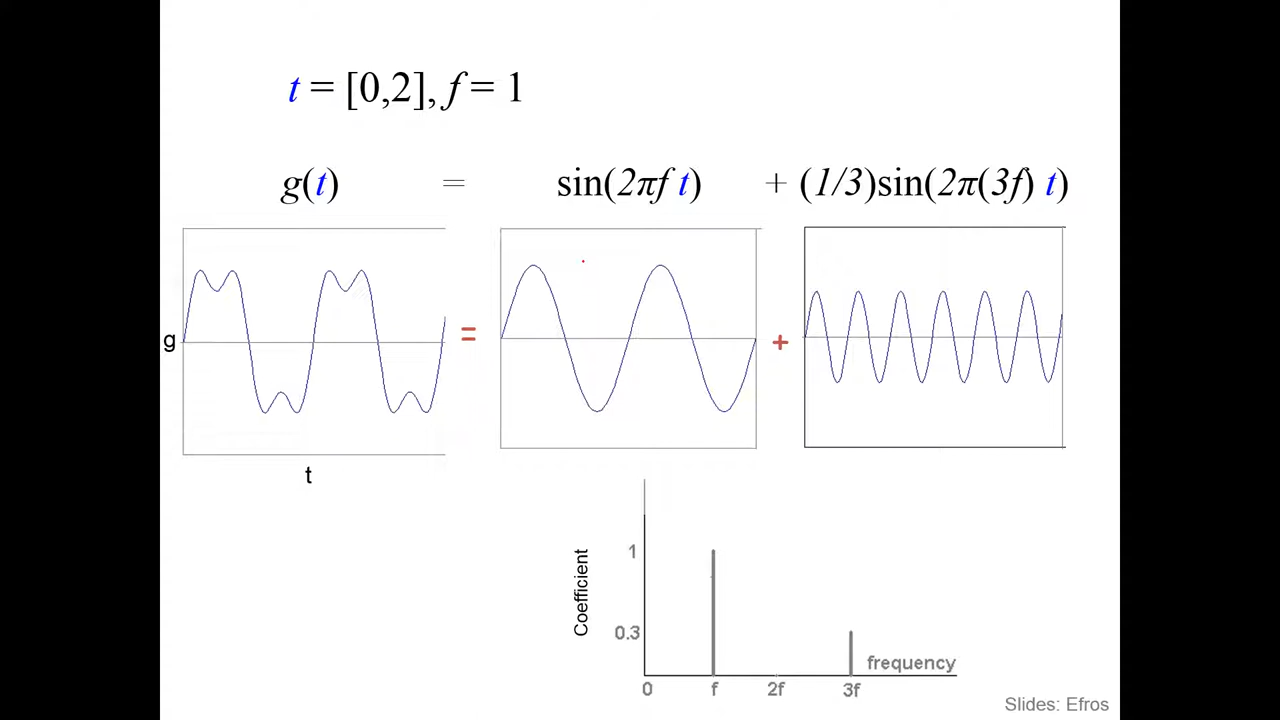 t = [0,2], f = 1
g(t) = sin(2πf t) + (1/3)sin(2π(3f) t)
g = +
t
Coefficient
1
0.3
frequency
0 f 2f 3f
Slides: Efros